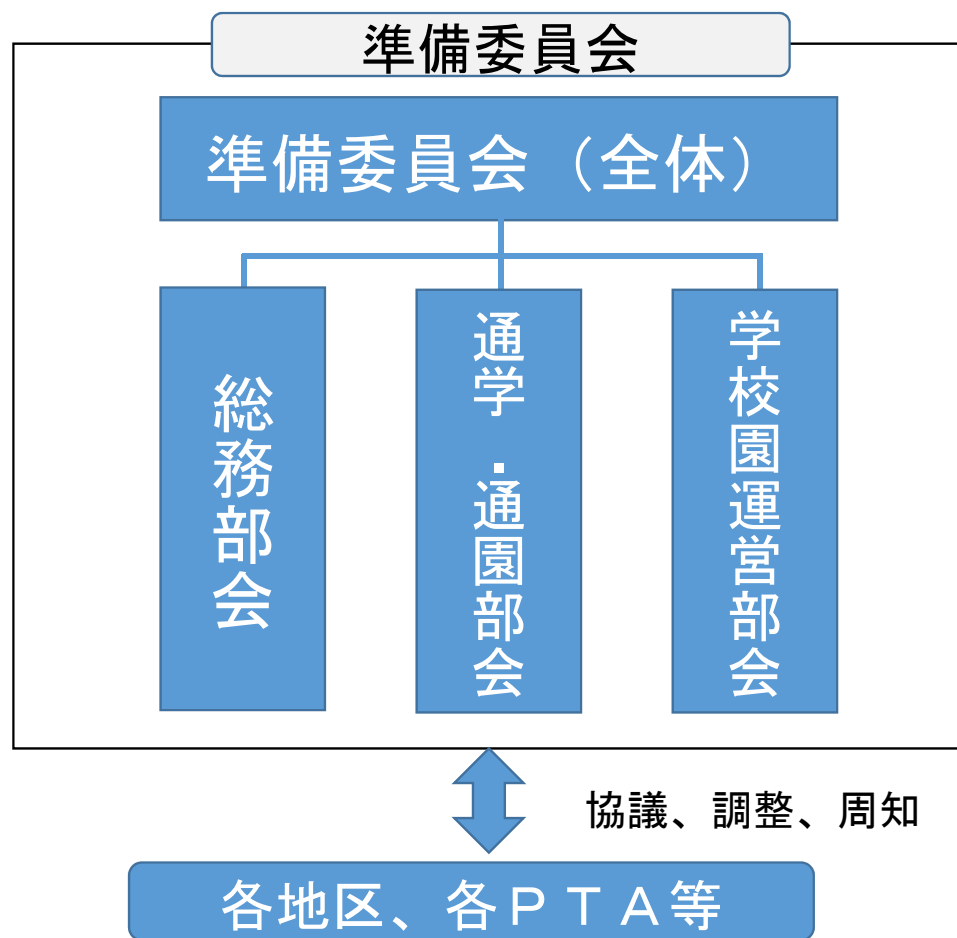 準備委員会
準備委員会（全体）
総務部会
通学・通園部会
学校園運営部会
協議、調整、周知
各地区、各ＰＴＡ等